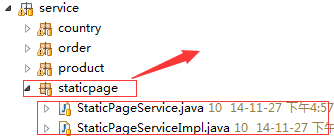 service
country
order
product
staticpage
StaticPageService.java 10 14-11-27 下午4:57
StaticPageServiceImpl.java 10 14-11-27 下午